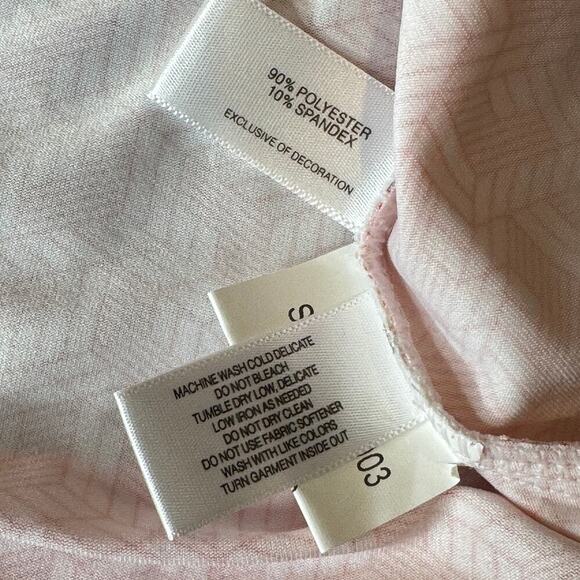 90% POLYESTER
10% SPANDEX
EXCLUSIVE OF DECORATION
S
MACHINE WASH COLD DELICATE
DO NOT BLEACH
TUMBLE DRY LOW, DELICATE
LOW IRON AS NEEDED
DO NOT DRY CLEAN
DO NOT USE FABRIC SOFTENER
WASH WITH LIKE COLORS
TURN GARMENT INSIDE OUT
003